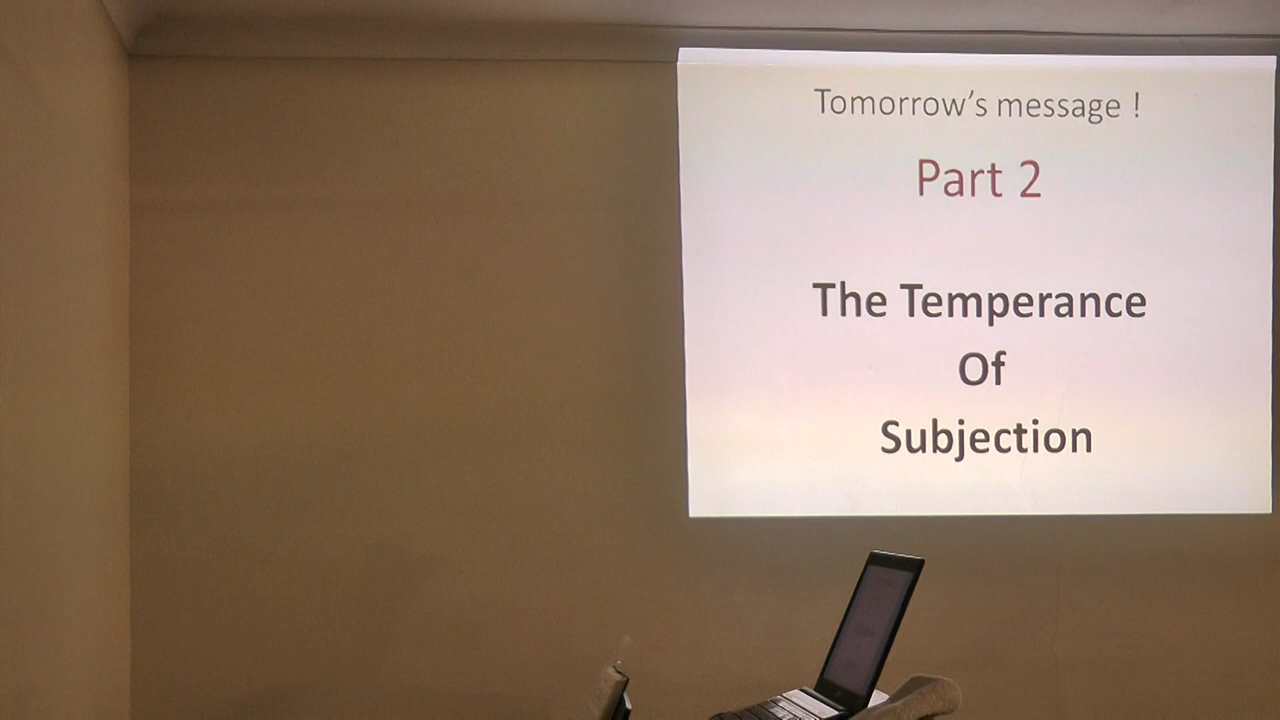 Tomorrow's message !
Part 2
The Temperance
Of
Subjection